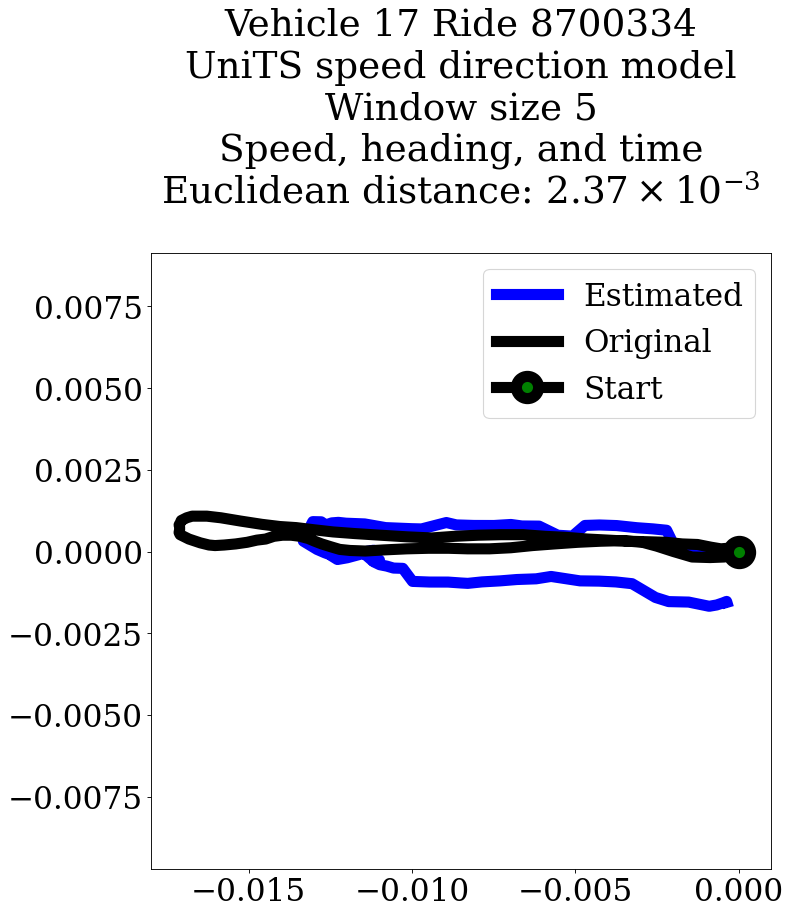 Vehicle 17 Ride 8700334
UniTS speed direction model
Window size 5
Speed, heading, and time
Euclidean distance: 2.37 × 10⁻³
Estimated
Original
Start
0.0075
0.0050
0.0025
0.0000
−0.0025
−0.0050
−0.0075
−0.015 −0.010 −0.005 0.000